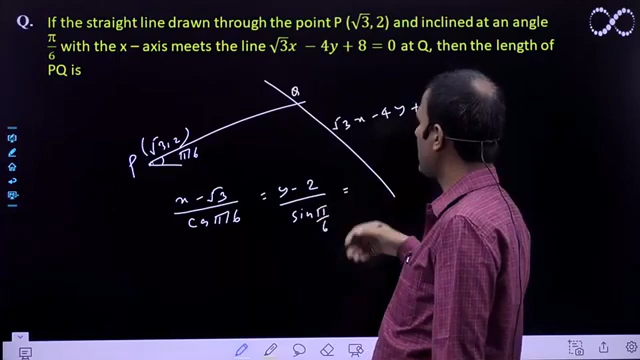 Q. If the straight line drawn through the point P (√3, 2) and inclined at an angle
π/6 with the x – axis meets the line √3x − 4y + 8 = 0 at Q, then the length of
PQ is
Q
√3 x − 4y +
(√3, 2)
P π/6
x − √3 / cos π/6 = y − 2 / sin π/6 =